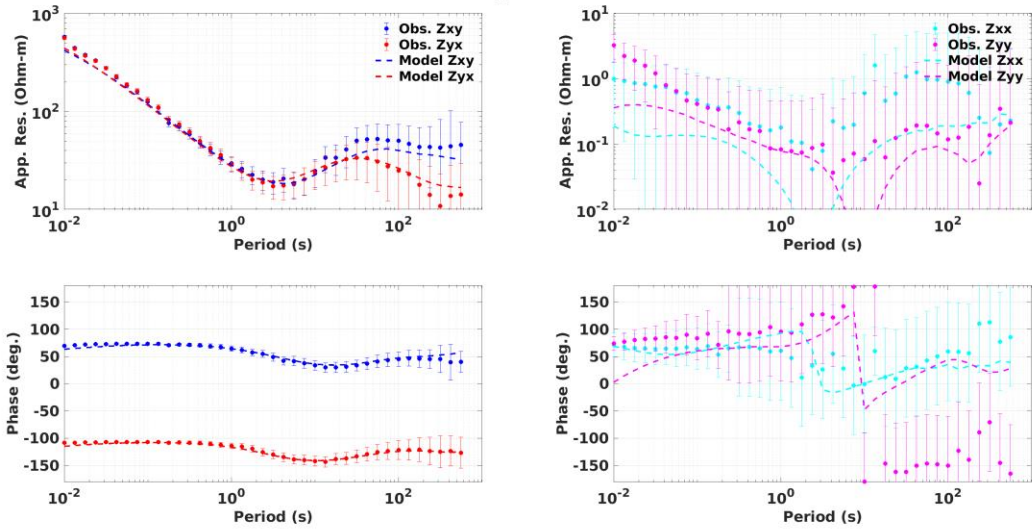 10^3
10^2
10^1
App. Res. (Ohm-m)
Obs. Zxy
Obs. Zyx
Model Zxy
Model Zyx
10^-2
10^0
10^2
Period (s)
10^1
10^0
10^-1
10^-2
App. Res. (Ohm-m)
Obs. Zxx
Obs. Zyy
Model Zxx
Model Zyy
10^-2
10^0
10^2
Period (s)
150
100
50
0
-50
-100
-150
Phase (deg.)
10^-2
10^0
10^2
Period (s)
150
100
50
0
-50
-100
-150
Phase (deg.)
10^-2
10^0
10^2
Period (s)